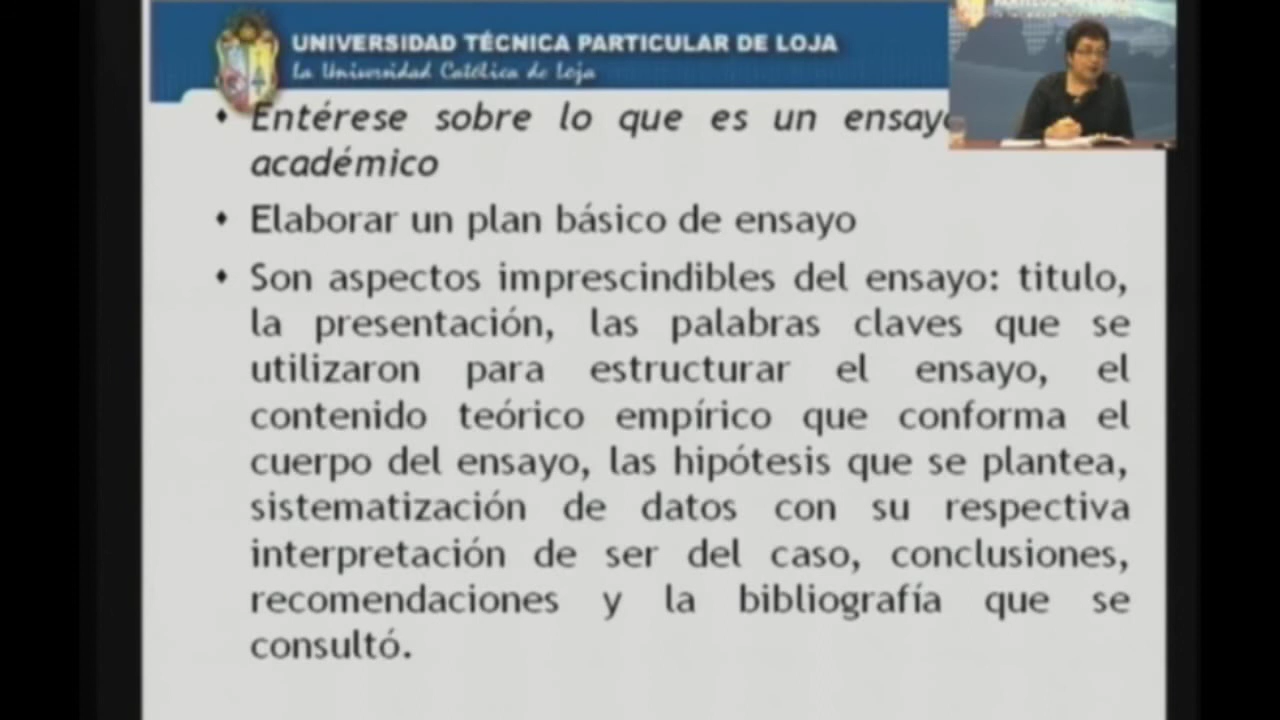 UNIVERSIDAD TÉCNICA PARTICULAR DE LOJA
La Universidad Católica de Loja
• Entérese sobre lo que es un ensayo
académico
• Elaborar un plan básico de ensayo
• Son aspectos imprescindibles del ensayo: titulo,
la presentación, las palabras claves que se
utilizaron para estructurar el ensayo, el
contenido teórico empírico que conforma el
cuerpo del ensayo, las hipótesis que se plantea,
sistematización de datos con su respectiva
interpretación de ser del caso, conclusiones,
recomendaciones y la bibliografía que se
consultó.